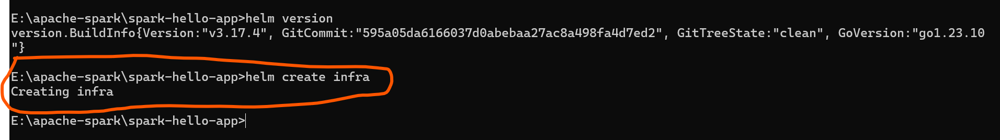 E:\apache-spark\spark-hello-app>helm version
version.BuildInfo{Version:"v3.17.4", GitCommit:"595a05da6166037d0abebaa27ac8a498fa4d7ed2", GitTreeState:"clean", GoVersion:"go1.23.10
"}
E:\apache-spark\spark-hello-app>helm create infra
Creating infra
E:\apache-spark\spark-hello-app>